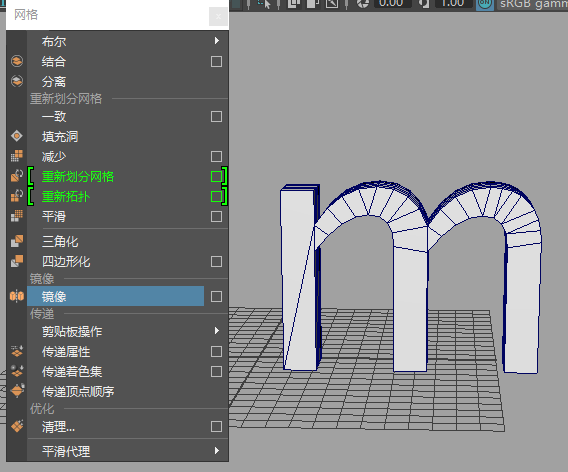 网格
0.00
1.00
ON
sRGB gamm
布尔
结合
分离
重新划分网格
一致
填充洞
减少
重新划分网格
重新拓扑
平滑
三角化
四边形化
镜像
镜像
传递
剪贴板操作
传递属性
传递着色集
传递顶点顺序
优化
清理...
平滑代理
m